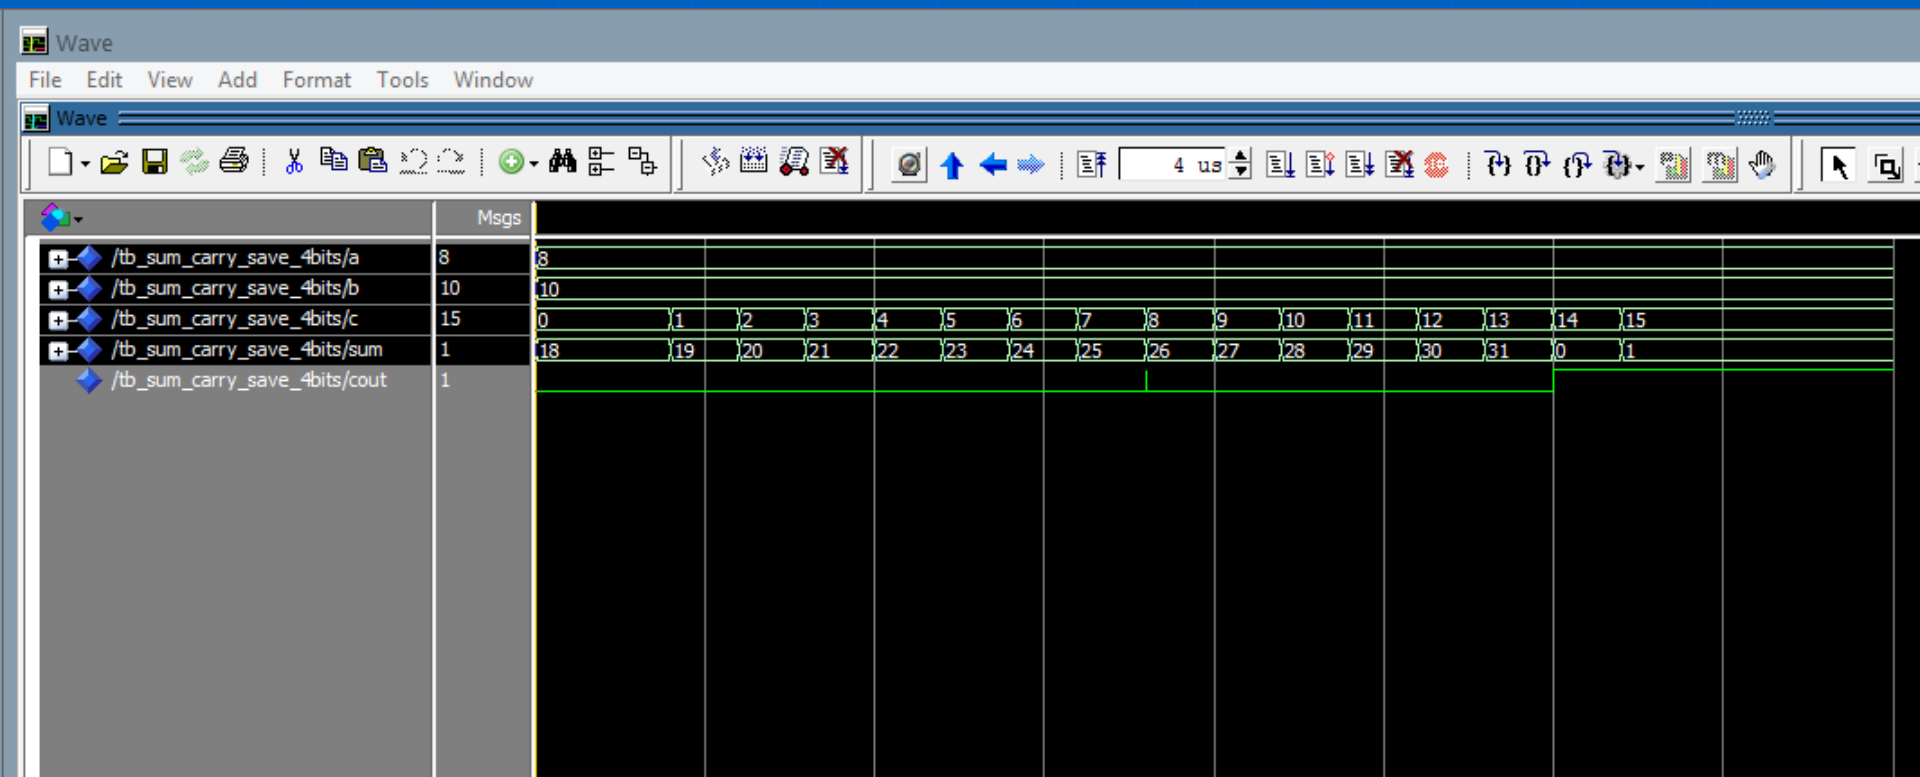 Wave
File Edit View Add Format Tools Window
Wave
4 us
Msgs
/tb_sum_carry_save_4bits/a 8 8
/tb_sum_carry_save_4bits/b 10 10
/tb_sum_carry_save_4bits/c 15 0 1 2 3 4 5 6 7 8 9 10 11 12 13 14 15
/tb_sum_carry_save_4bits/sum 1 18 19 20 21 22 23 24 25 26 27 28 29 30 31 0 1
/tb_sum_carry_save_4bits/cout 1